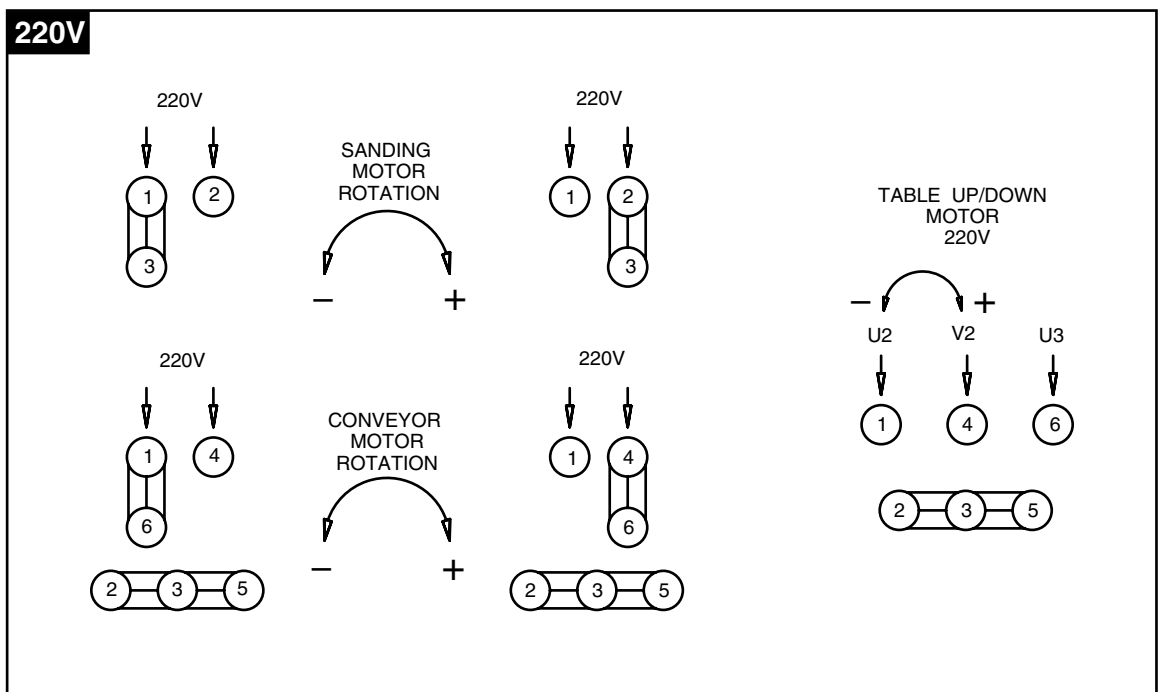 220V
220V
1 2
3
SANDING
MOTOR
ROTATION
− +
220V
1 2
3
220V
1 4
6
2 3 5
CONVEYOR
MOTOR
ROTATION
− +
220V
1 4
6
2 3 5
TABLE UP/DOWN
MOTOR
220V
− +
U2 V2 U3
1 4 6
2 3 5